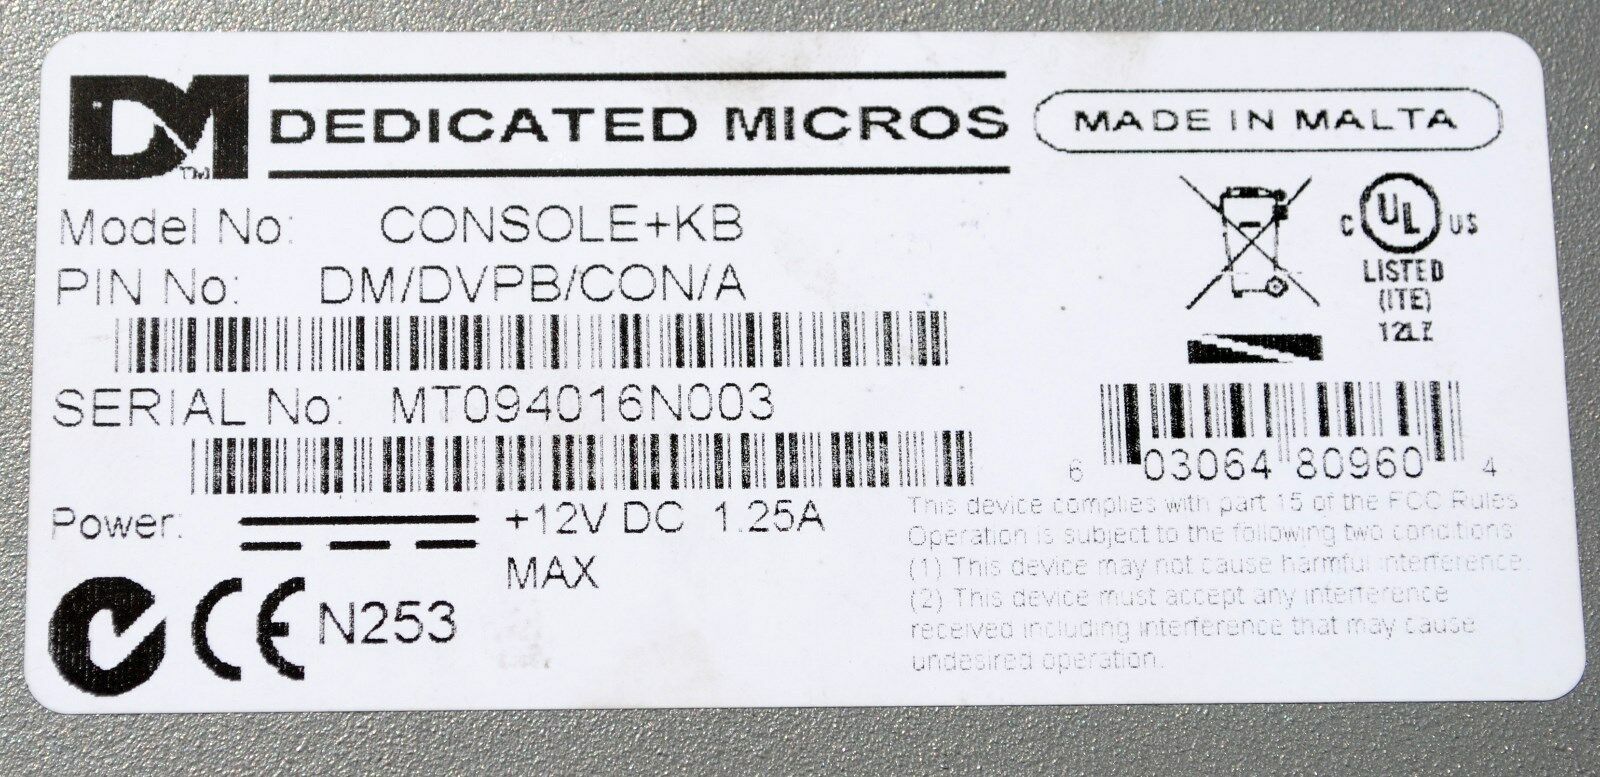 DM
TM
DEDICATED MICROS
MADE IN MALTA
Model No: CONSOLE+KB
PIN No: DM/DVPB/CON/A
SERIAL No: MT094016N003
Power: +12V DC 1.25A
MAX
CE N253
C UL US
LISTED
(ITE)
12LZ
6 03064 80960 4
This device complies with part 15 of the FCC Rules
Operation is subject to the following two conditions
(1) This device may not cause harmful interference.
(2) This device must accept any interference
received including interference that may cause
undesired operation.